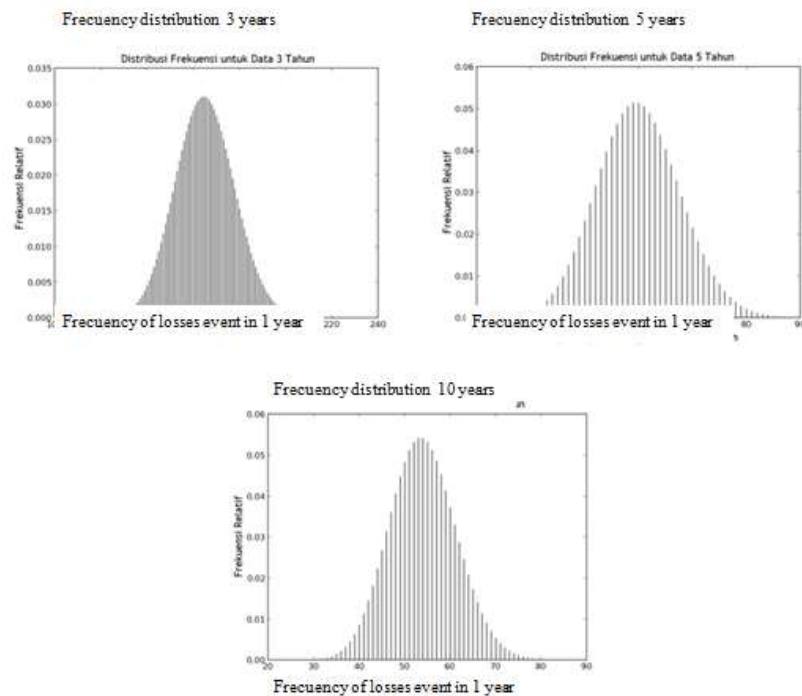 Frecuency distribution 3 years
Frecuency distribution 5 years
Distribusi Frekuensi untuk Data 3 Tahun
Distribusi Frekuensi untuk Data 5 Tahun
0.035
0.030
0.025
0.020
0.015
0.010
0.005
0.000
Frekuensi Relatif
220
240
Frecuency of losses event in 1 year
0.06
0.05
0.04
0.03
0.02
0.01
Frekuensi Relatif
80
Frecuency of losses event in 1 year
Frecuency distribution 10 years
0.06
0.05
0.04
0.03
0.02
0.01
0.00
Frekuensi Relatif
20 30 40 50 60 70 80 90
Frecuency of losses event in 1 year